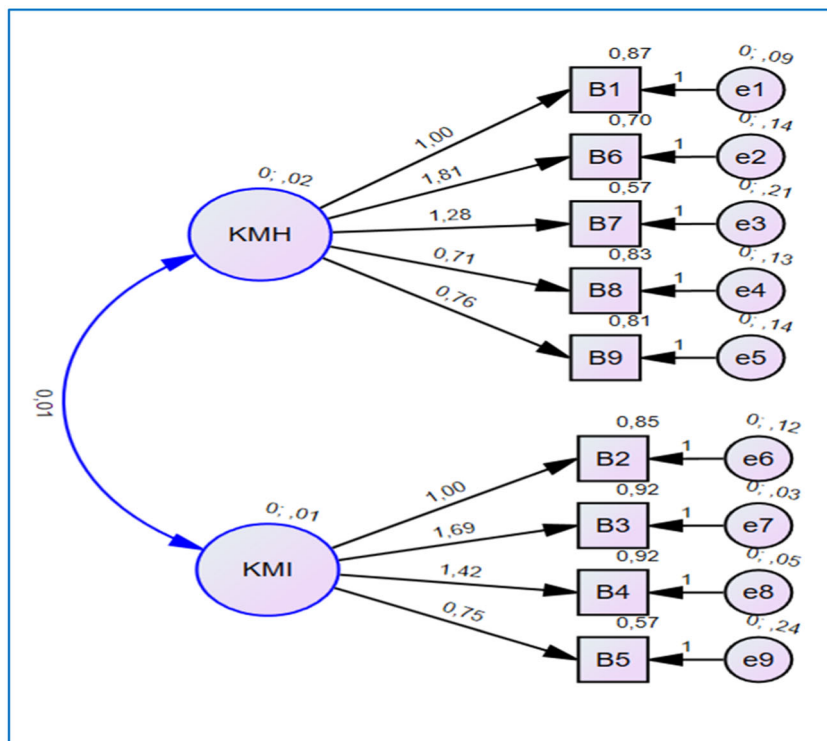 0,87
0; ,09
B1
1
e1
1,00
0,70
0; ,14
B6
1
e2
1,81
0; ,02
KMH
0,57
0; ,21
B7
1
e3
1,28
0,83
0; ,13
B8
1
e4
0,71
0,81
0; ,14
B9
1
e5
0,76
0,01
0,85
0; ,12
B2
1
e6
1,00
0,92
0; ,03
B3
1
e7
1,69
0; ,01
KMI
0,92
0; ,05
B4
1
e8
1,42
0,57
0; ,24
B5
1
e9
0,75